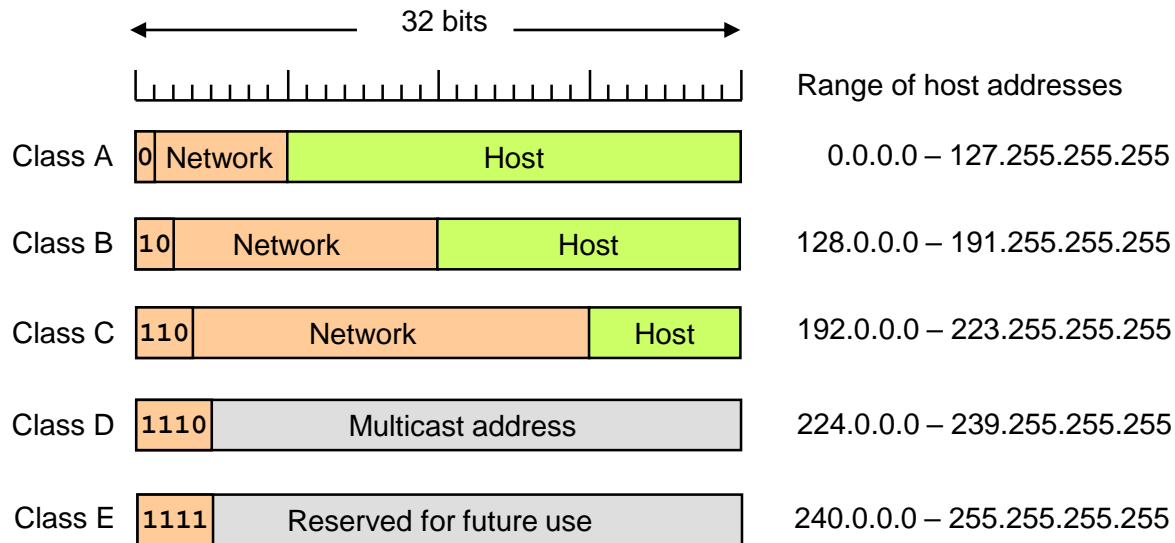 32 bits
Range of host addresses
Class A 0 Network Host 0.0.0.0 – 127.255.255.255
Class B 10 Network Host 128.0.0.0 – 191.255.255.255
Class C 110 Network Host 192.0.0.0 – 223.255.255.255
Class D 1110 Multicast address 224.0.0.0 – 239.255.255.255
Class E 1111 Reserved for future use 240.0.0.0 – 255.255.255.255